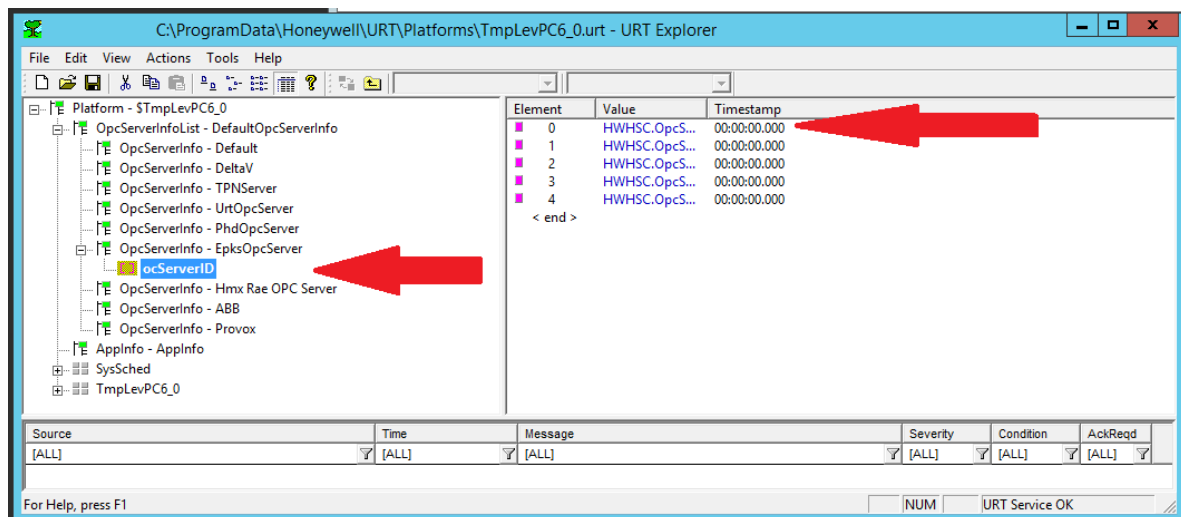 C:\ProgramData\Honeywell\URT\Platforms\TmpLevPC6_0.urt - URT Explorer
File Edit View Actions Tools Help
Platform - $TmpLevPC6_0
OpcServerInfoList - DefaultOpcServerInfo
OpcServerInfo - Default
OpcServerInfo - DeltaV
OpcServerInfo - TPNServer
OpcServerInfo - UrtOpcServer
OpcServerInfo - PhdOpcServer
OpcServerInfo - EpksOpcServer
ocServerID
OpcServerInfo - Hmx Rae OPC Server
OpcServerInfo - ABB
OpcServerInfo - Provox
AppInfo - AppInfo
SysSched
TmpLevPC6_0
Element Value Timestamp
0 HWHSC.OpcS... 00:00:00.000
1 HWHSC.OpcS... 00:00:00.000
2 HWHSC.OpcS... 00:00:00.000
3 HWHSC.OpcS... 00:00:00.000
4 HWHSC.OpcS... 00:00:00.000
< end >
Source Time Message Severity Condition AckReqd
[ALL] [ALL] [ALL] [ALL] [ALL] [ALL]
For Help, press F1 NUM URT Service OK